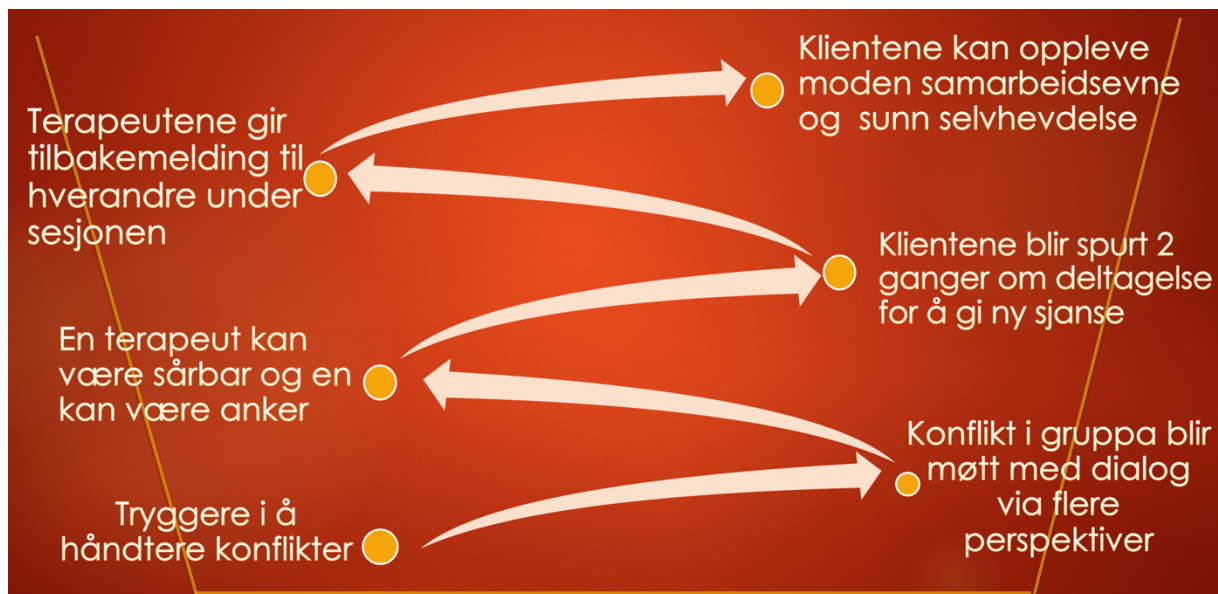 Klientene kan oppleve
moden samarbeidsevne
og sunn selvhevdelse
Terapeutene gir
tilbakemelding til
hverandre under
sesjonen
Klientene blir spurt 2
ganger om deltagelse
for å gi ny sjanse
En terapeut kan
være sårbar og en
kan være anker
Konflikt i gruppa blir
møtt med dialog
via flere
perspektiver
Tryggere i å
håndtere konflikter